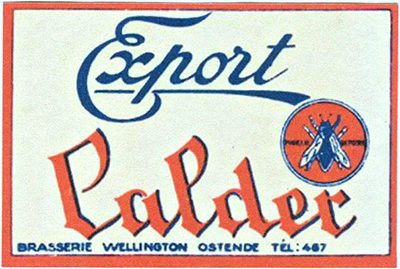 Export
Calder
BRASSERIE WELLINGTON OSTENDE TÉL: 467